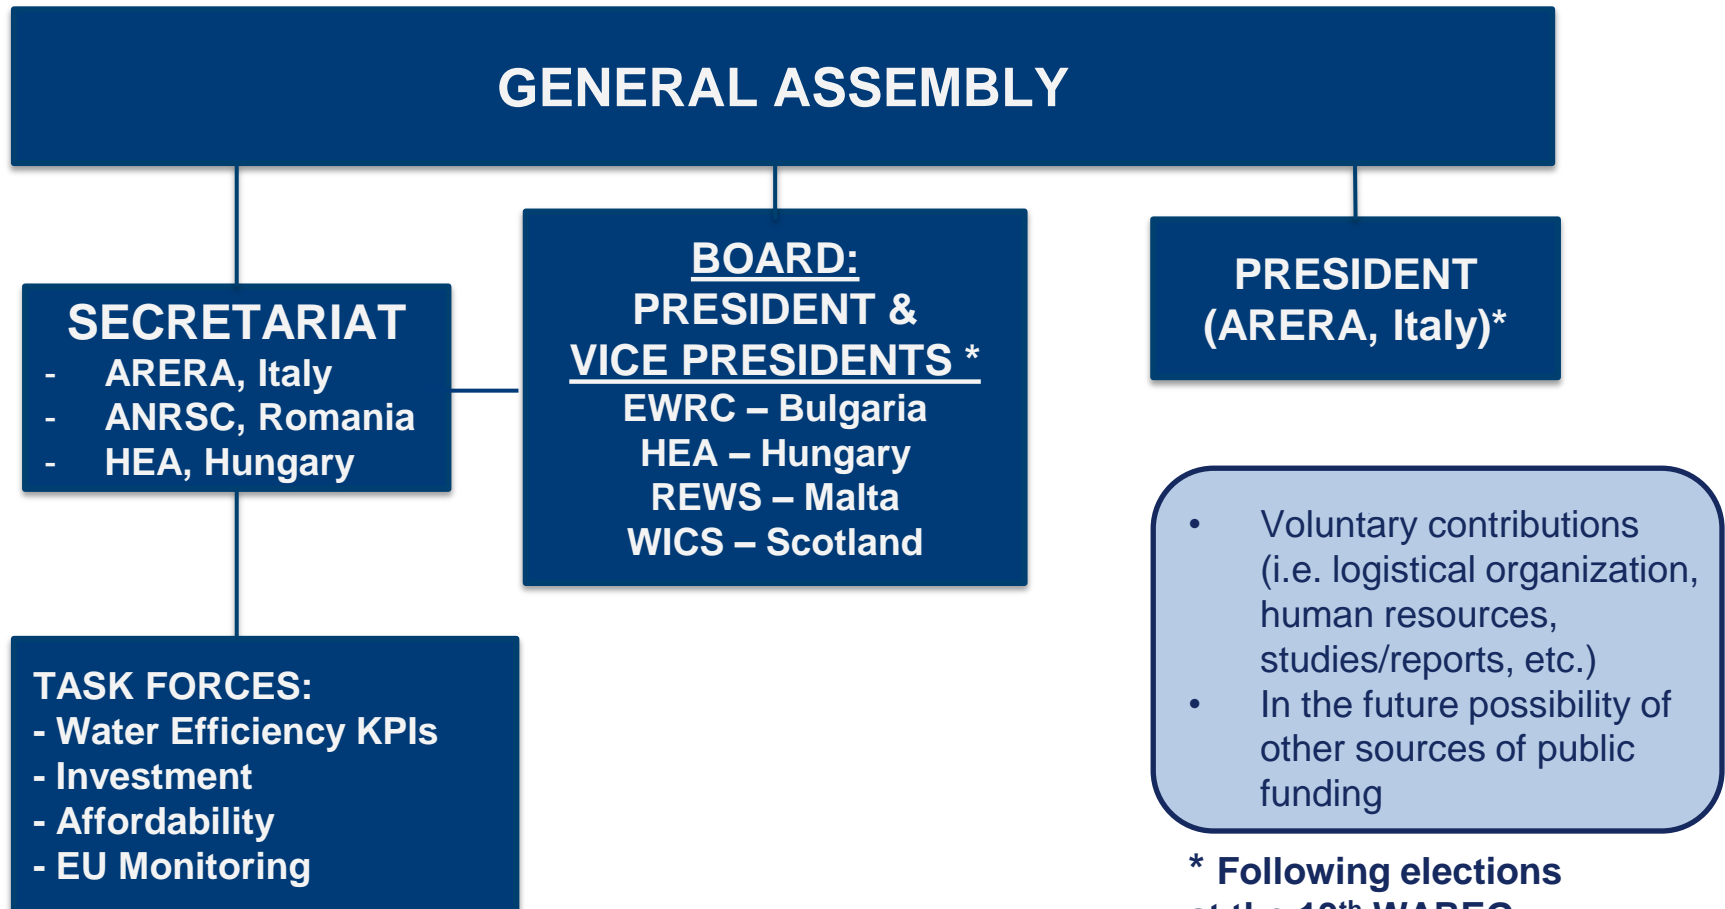 GENERAL ASSEMBLY
SECRETARIAT
- ARERA, Italy
- ANRSC, Romania
- HEA, Hungary
BOARD:
PRESIDENT &
VICE PRESIDENTS *
EWRC – Bulgaria
HEA – Hungary
REWS – Malta
WICS – Scotland
PRESIDENT
(ARERA, Italy)*
TASK FORCES:
- Water Efficiency KPIs
- Investment
- Affordability
- EU Monitoring
• Voluntary contributions
(i.e. logistical organization,
human resources,
studies/reports, etc.)
• In the future possibility of
other sources of public
funding
* Following elections
at the